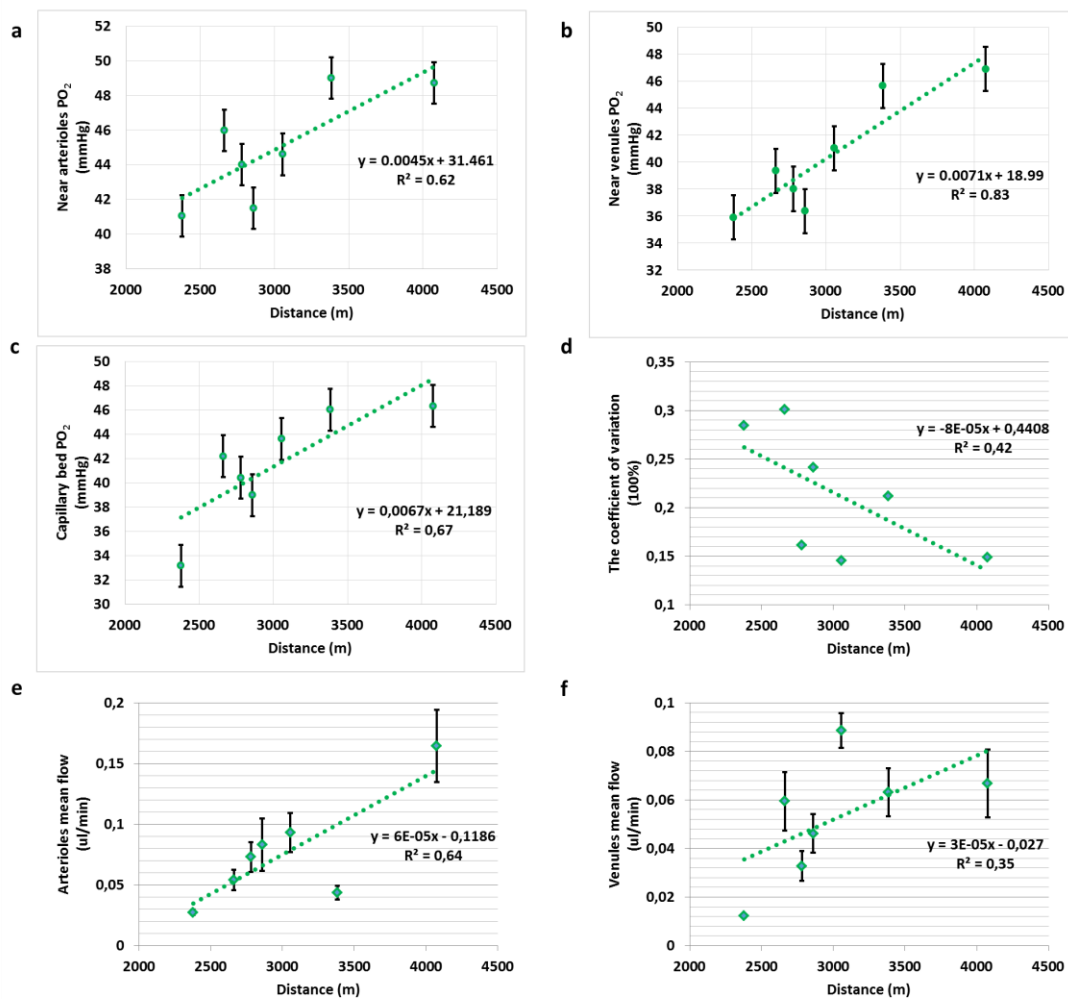 a
52
50
48
46
44
42
40
38
Near arterioles PO₂
(mmHg)
y = 0.0045x + 31.461
R² = 0.62
2000 2500 3000 3500 4000 4500
Distance (m)
b
48
46
44
42
40
38
36
34
32
Near venules PO₂
(mmHg)
y = 0.0071x + 18.99
R² = 0.83
2000 2500 3000 3500 4000 4500
Distance (m)
c
50
48
46
44
42
40
38
36
34
32
30
Capillary bed PO₂
(mmHg)
y = 0,0067x + 21,189
R² = 0,67
2000 2500 3000 3500 4000 4500
Distance (m)
d
0,35
0,3
0,25
0,2
0,15
0,1
The coefficient of variation
(100%)
y = -8E-05x + 0,4408
R² = 0,42
2000 2500 3000 3500 4000 4500
Distance (m)
e
0,2
0,15
0,1
0,05
0
Arterioles mean flow
(ul/min)
y = 6E-05x - 0,1186
R² = 0,64
2000 2500 3000 3500 4000 4500
Distance (m)
f
0,1
0,08
0,06
0,04
0,02
0
Venules mean flow
(ul/min)
y = 3E-05x - 0,027
R² = 0,35
2000 2500 3000 3500 4000 4500
Distance (m)